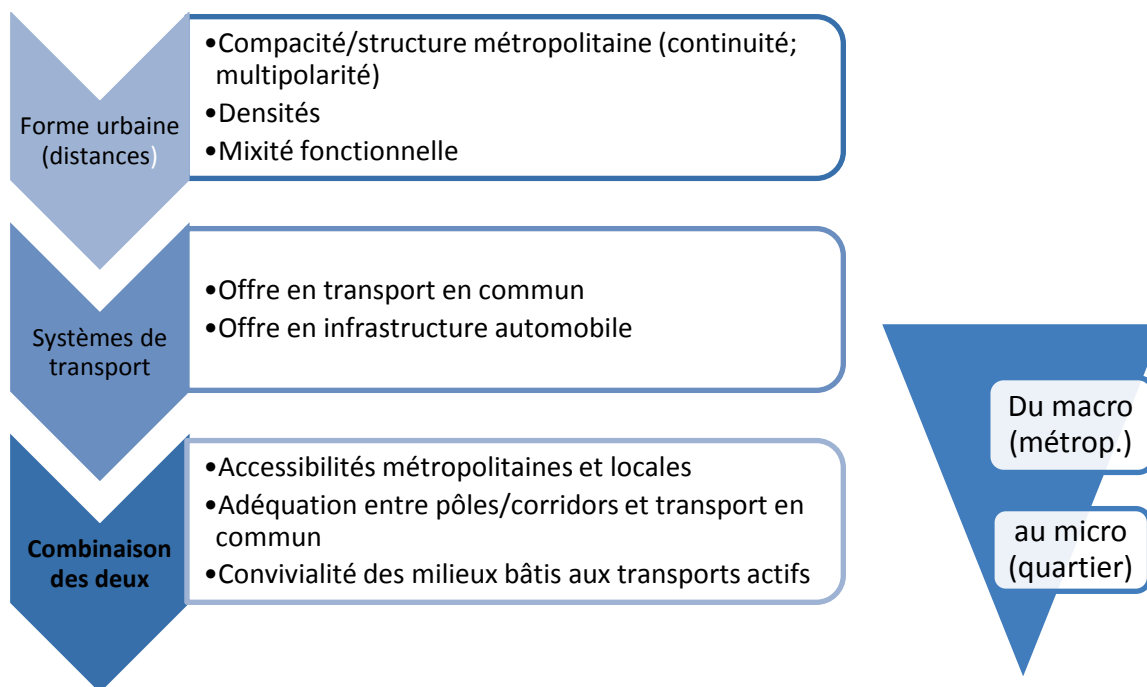 Forme urbaine
(distances)
•Compacité/structure métropolitaine (continuité;
multipolarité)
•Densités
•Mixité fonctionnelle
Systèmes de
transport
•Offre en transport en commun
•Offre en infrastructure automobile
Combinaison
des deux
•Accessibilités métropolitaines et locales
•Adéquation entre pôles/corridors et transport en
commun
•Convivialité des milieux bâtis aux transports actifs
Du macro
(métrop.)
au micro
(quartier)